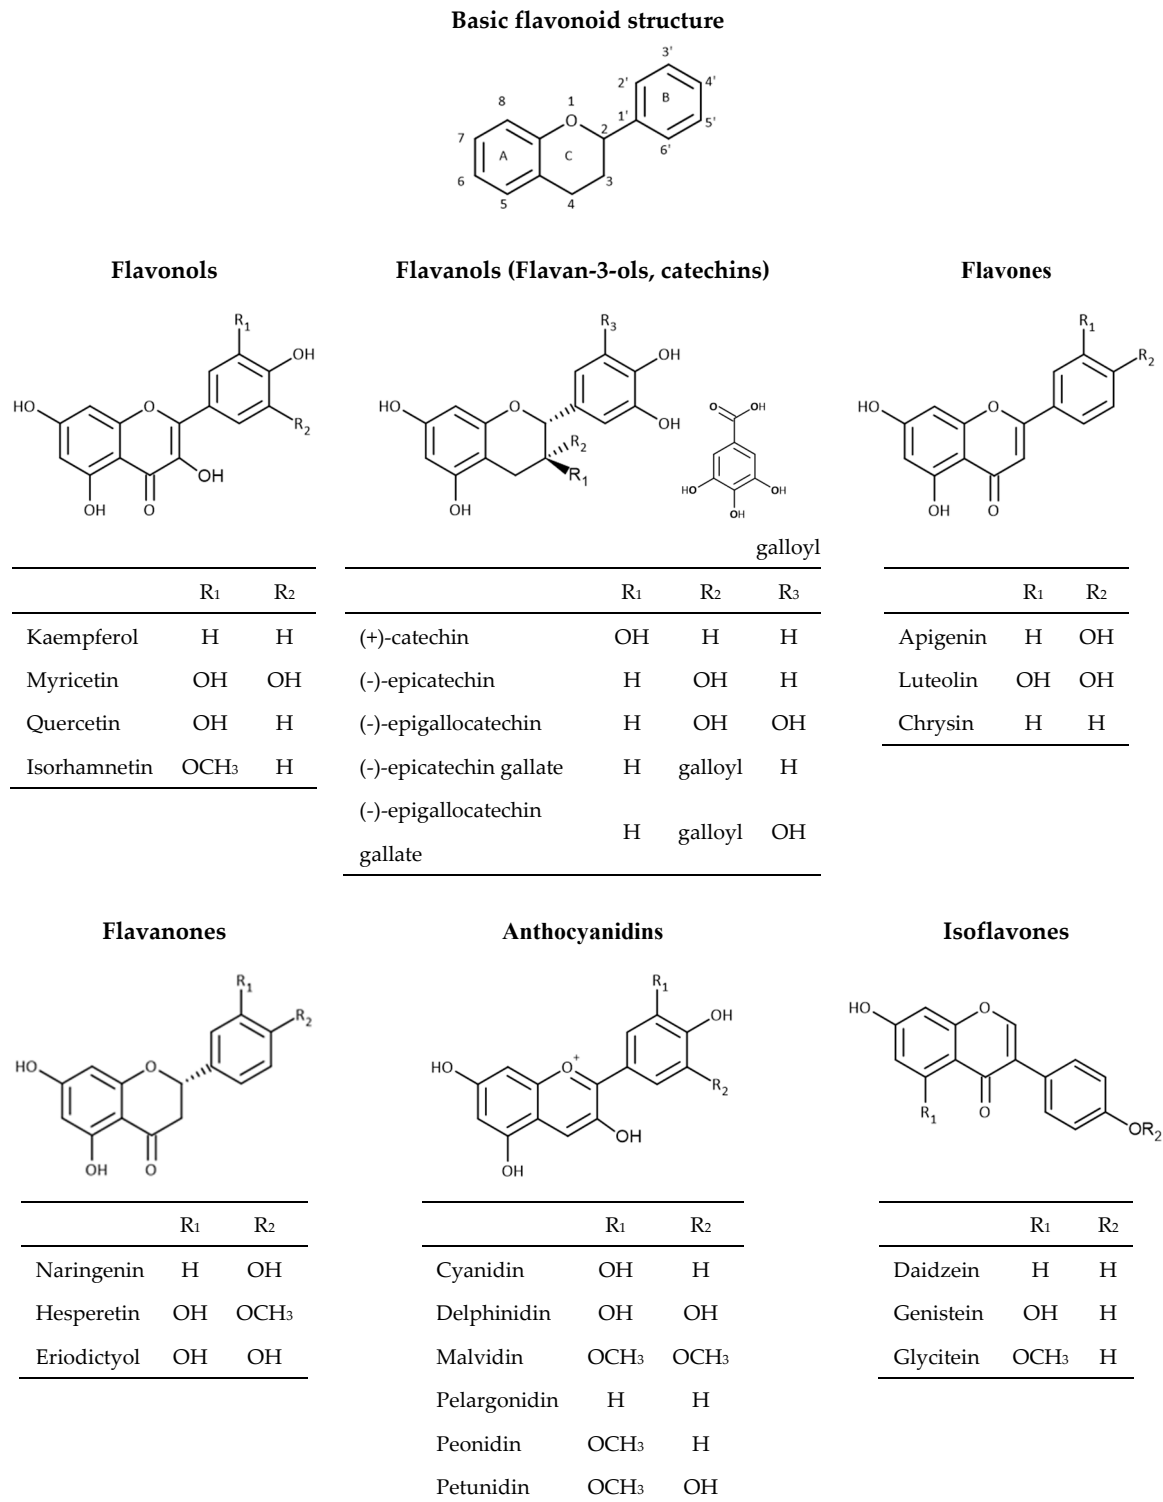 Basic flavonoid structure
3'
2'
4'
B
8
1
1'
5'
O
2
7
6'
A
C
6
3
5
4
Flavonols
R1
OH
HO
O
R2
OH
OH
O
Flavanols (Flavan-3-ols, catechins)
R3
OH
HO
O
OH
R2
R1
OH
O
OH
HO
OH
OH
galloyl
Flavones
R1
R2
HO
O
OH
O
R1 R2
Kaempferol H H
Myricetin OH OH
Quercetin OH H
Isorhamnetin OCH3 H
R1 R2 R3
(+)-catechin OH H H
(-)-epicatechin H OH H
(-)-epigallocatechin H OH OH
(-)-epicatechin gallate H galloyl H
(-)-epigallocatechin
gallate H galloyl OH
R1 R2
Apigenin H OH
Luteolin OH OH
Chrysin H H
Flavanones
R1
R2
HO
O
OH
O
Anthocyanidins
R1
OH
HO
O+
R2
OH
OH
Isoflavones
HO
O
R1
O
OR2
R1 R2
Naringenin H OH
Hesperetin OH OCH3
Eriodictyol OH OH
R1 R2
Cyanidin OH H
Delphinidin OH OH
Malvidin OCH3 OCH3
Pelargonidin H H
Peonidin OCH3 H
Petunidin OCH3 OH
R1 R2
Daidzein H H
Genistein OH H
Glycitein OCH3 H